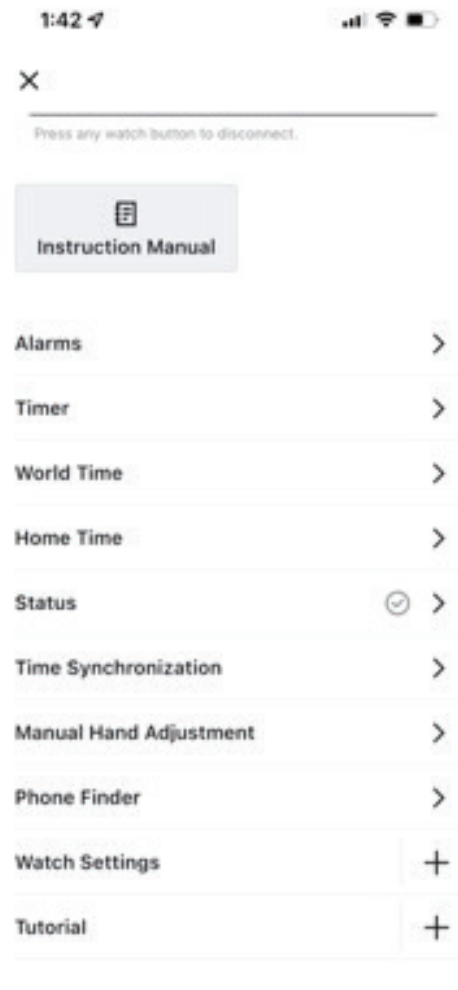 1:42
Press any watch button to disconnect.
Instruction Manual
Alarms
Timer
World Time
Home Time
Status
Time Synchronization
Manual Hand Adjustment
Phone Finder
Watch Settings
Tutorial